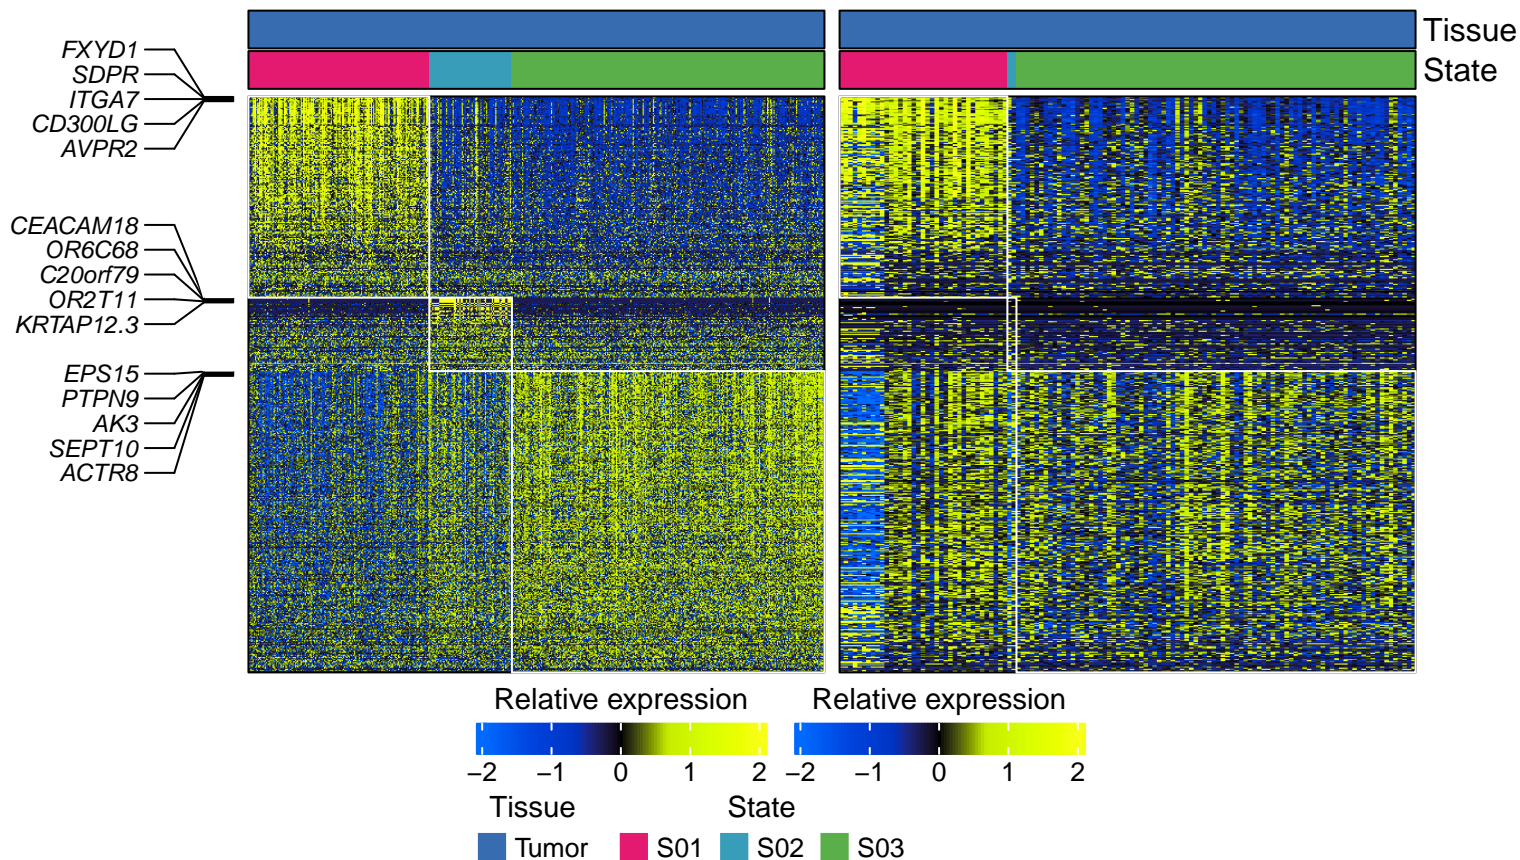 Tissue
State
FXYD1
SDPR
ITGA7
CD300LG
AVPR2
CEACAM18
OR6C68
C20orf79
OR2T11
KRTAP12.3
EPS15
PTPN9
AK3
SEPT10
ACTR8
Relative expression Relative expression
−2 −1 0 1 2 −2 −1 0 1 2
Tissue State
Tumor S01 S02 S03